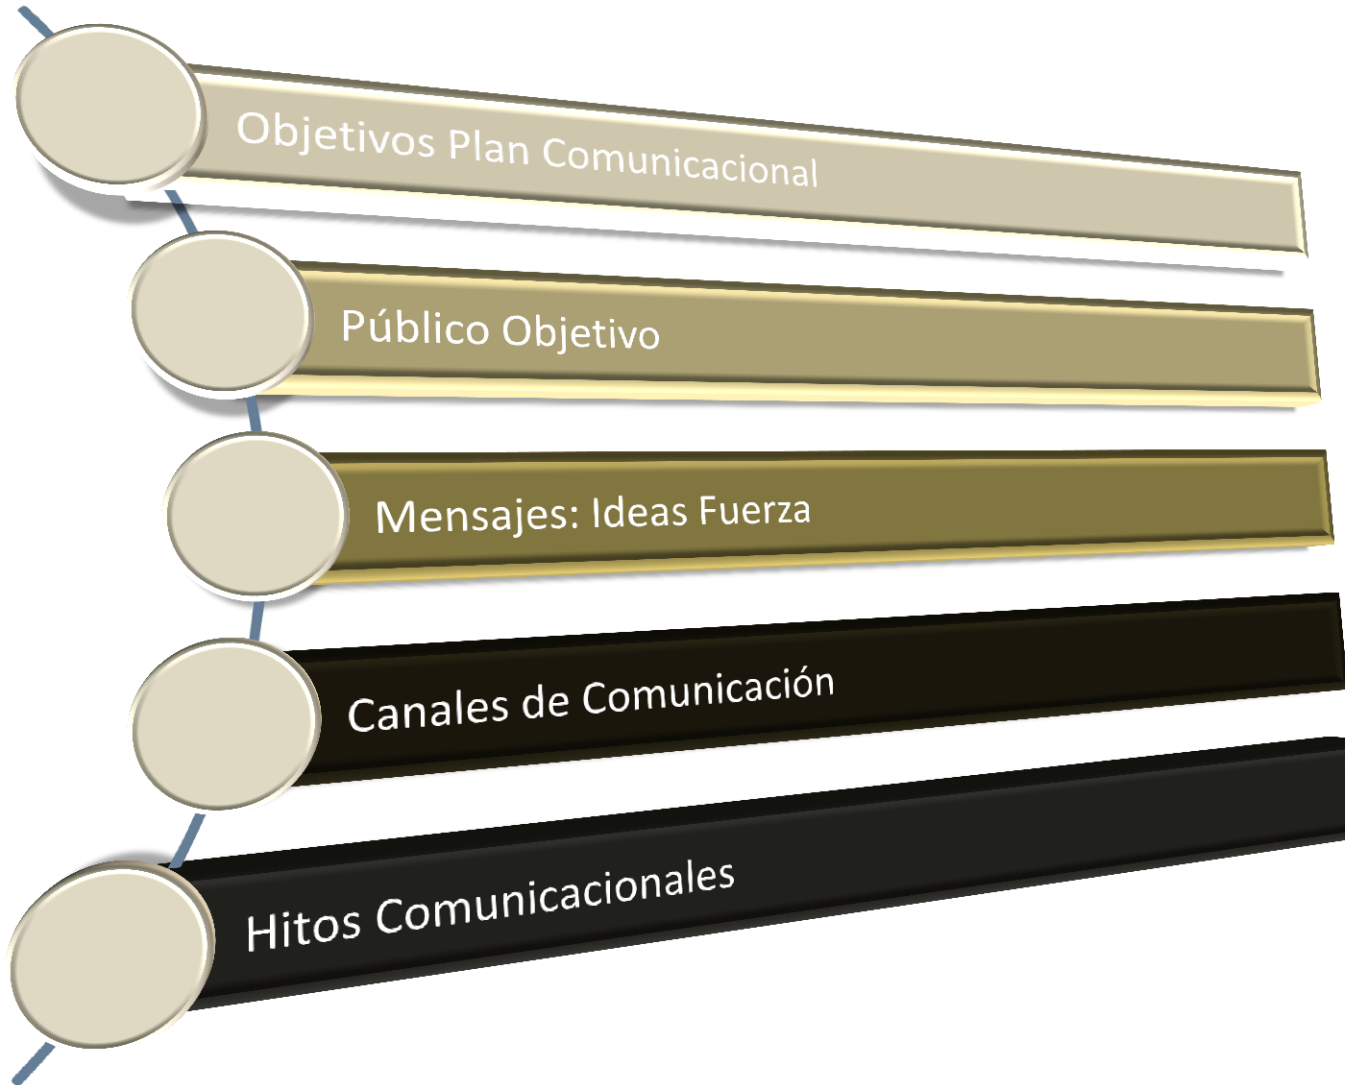 Objetivos Plan Comunicacional
Público Objetivo
Mensajes: Ideas Fuerza
Canales de Comunicación
Hitos Comunicacionales